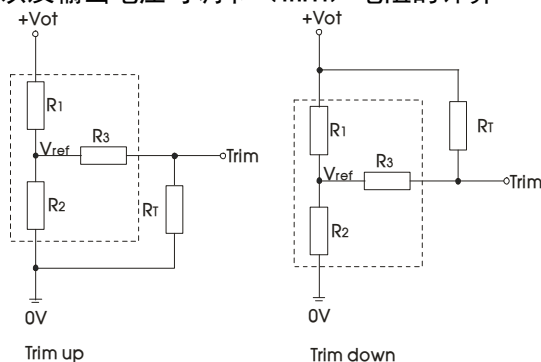 +Vot
R1
Vref
R3
Trim
R2
RT
0V
Trim up
+Vot
R1
RT
Vref
R3
Trim
R2
0V
Trim down